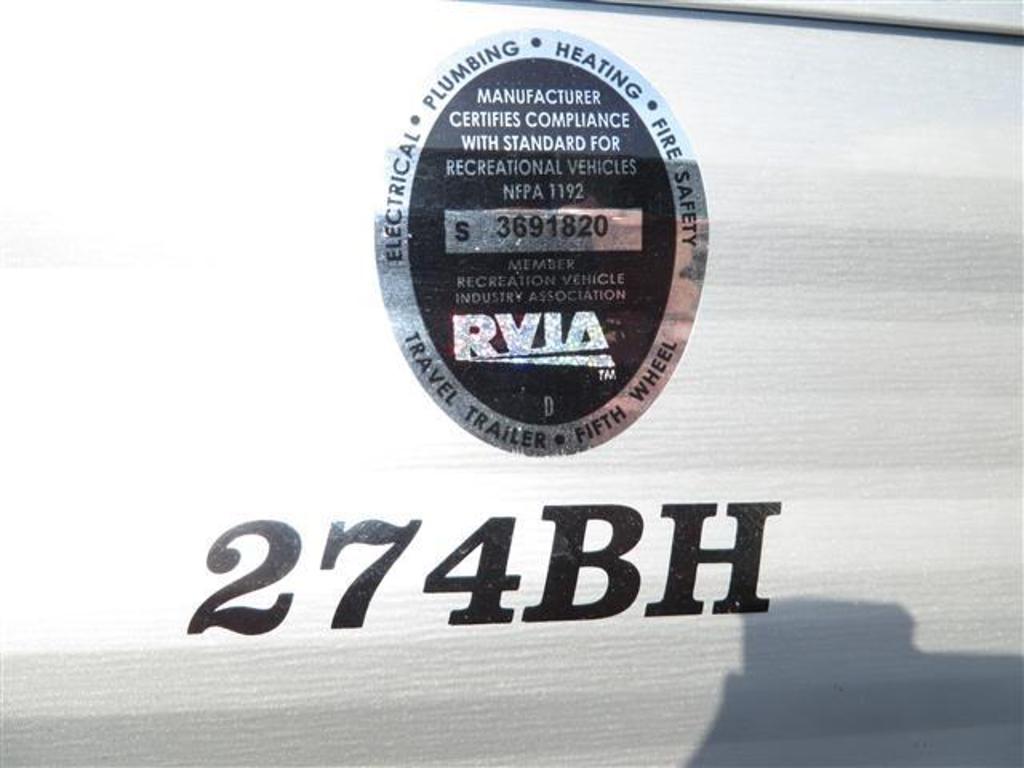 ELECTRICAL • PLUMBING • HEATING • FIRE SAFETY
MANUFACTURER
CERTIFIES COMPLIANCE
WITH STANDARD FOR
RECREATIONAL VEHICLES
NFPA 1192
S 3691820
MEMBER
RECREATION VEHICLE
INDUSTRY ASSOCIATION
RVIA
TM
D
TRAVEL TRAILER • FIFTH WHEEL
274BH